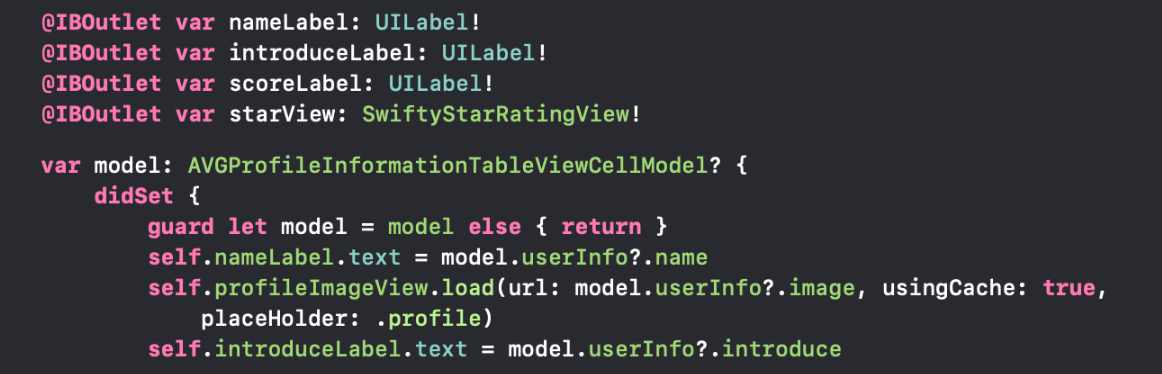 @IBOutlet var nameLabel: UILabel!
@IBOutlet var introduceLabel: UILabel!
@IBOutlet var scoreLabel: UILabel!
@IBOutlet var starView: SwiftyStarRatingView!
var model: AVGProfileInformationTableViewCellModel? {
didSet {
guard let model = model else { return }
self.nameLabel.text = model.userInfo?.name
self.profileImageView.load(url: model.userInfo?.image, usingCache: true,
placeHolder: .profile)
self.introduceLabel.text = model.userInfo?.introduce